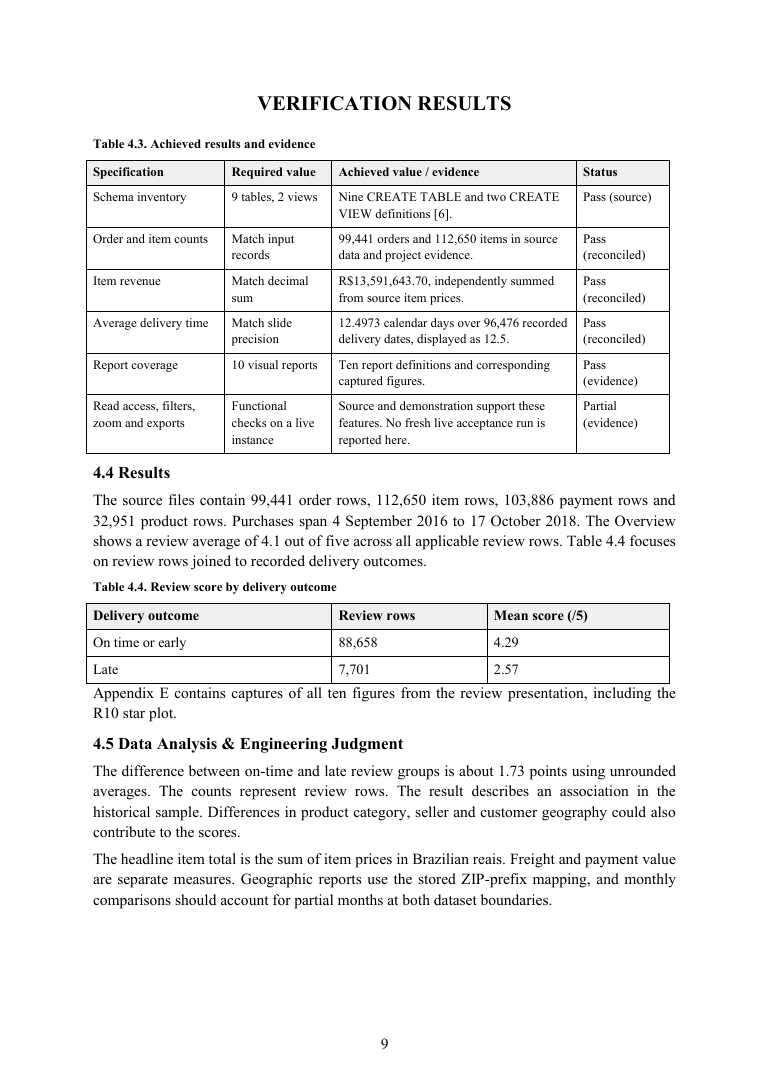 VERIFICATION RESULTS
Table 4.3. Achieved results and evidence
Specification Required value Achieved value / evidence Status
Schema inventory 9 tables, 2 views Nine CREATE TABLE and two CREATE VIEW definitions [6]. Pass (source)
Order and item counts Match input records 99,441 orders and 112,650 items in source data and project evidence. Pass (reconciled)
Item revenue Match decimal sum R$13,591,643.70, independently summed from source item prices. Pass (reconciled)
Average delivery time Match slide precision 12.4973 calendar days over 96,476 recorded delivery dates, displayed as 12.5. Pass (reconciled)
Report coverage 10 visual reports Ten report definitions and corresponding captured figures. Pass (evidence)
Read access, filters, zoom and exports Functional checks on a live instance Source and demonstration support these features. No fresh live acceptance run is reported here. Partial (evidence)
4.4 Results
The source files contain 99,441 order rows, 112,650 item rows, 103,886 payment rows and
32,951 product rows. Purchases span 4 September 2016 to 17 October 2018. The Overview
shows a review average of 4.1 out of five across all applicable review rows. Table 4.4 focuses
on review rows joined to recorded delivery outcomes.
Table 4.4. Review score by delivery outcome
Delivery outcome Review rows Mean score (/5)
On time or early 88,658 4.29
Late 7,701 2.57
Appendix E contains captures of all ten figures from the review presentation, including the
R10 star plot.
4.5 Data Analysis & Engineering Judgment
The difference between on-time and late review groups is about 1.73 points using unrounded
averages. The counts represent review rows. The result describes an association in the
historical sample. Differences in product category, seller and customer geography could also
contribute to the scores.
The headline item total is the sum of item prices in Brazilian reais. Freight and payment value
are separate measures. Geographic reports use the stored ZIP-prefix mapping, and monthly
comparisons should account for partial months at both dataset boundaries.
9